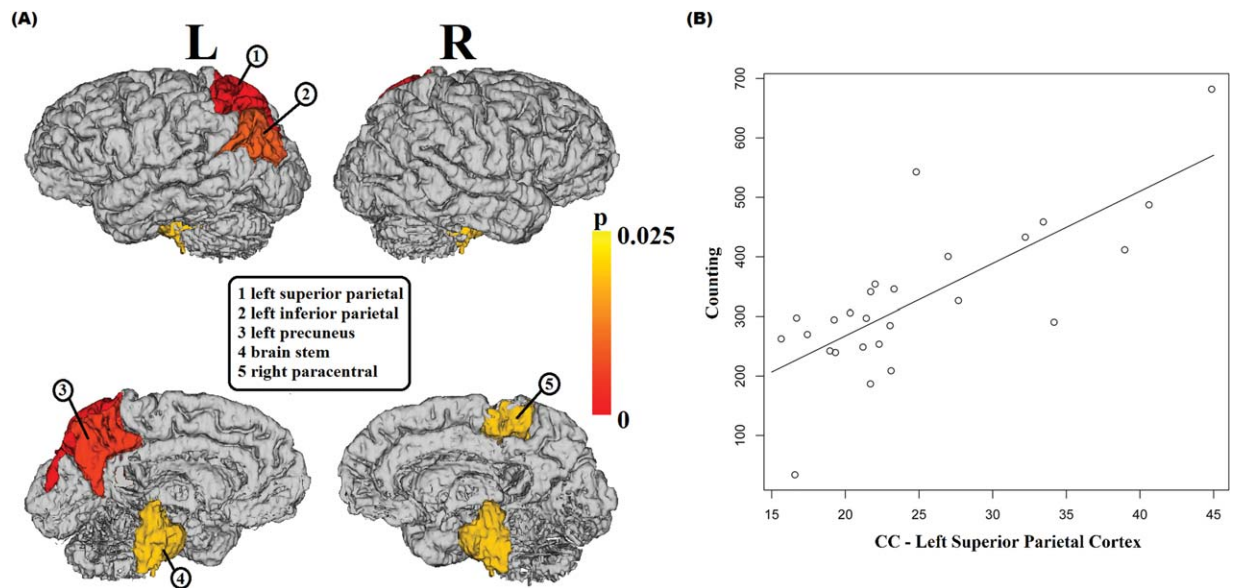 (A)
L
R
1
2
p
0.025
0
1 left superior parietal
2 left inferior parietal
3 left precuneus
4 brain stem
5 right paracentral
3
4
5
(B)
Counting
700
600
500
400
300
200
100
15 20 25 30 35 40 45
CC - Left Superior Parietal Cortex